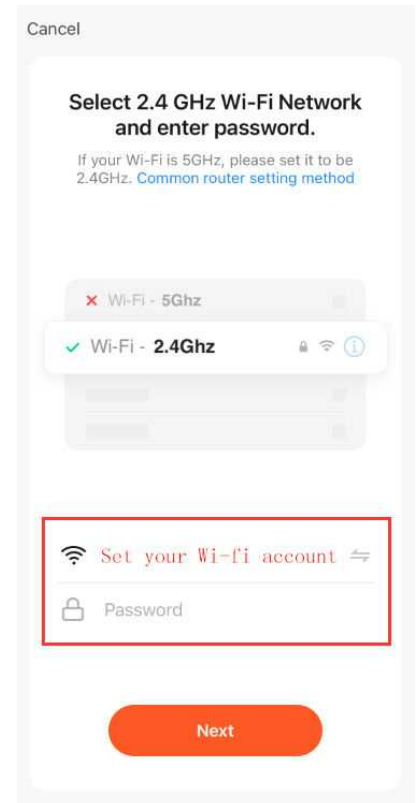 Cancel
Select 2.4 GHz Wi-Fi Network
and enter password.
If your Wi-Fi is 5GHz, please set it to be
2.4GHz. Common router setting method
Wi-Fi - 5Ghz
Wi-Fi - 2.4Ghz
Set your Wi-fi account
Password
Next